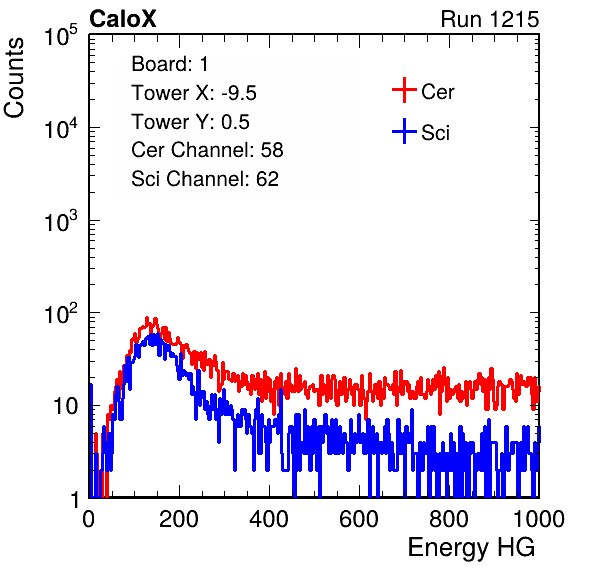 CaloX Run 1215
Counts
10^5
10^4
10^3
10^2
10
1
Board: 1
Tower X: -9.5
Tower Y: 0.5
Cer Channel: 58
Sci Channel: 62
Cer
Sci
0 200 400 600 800 1000
Energy HG